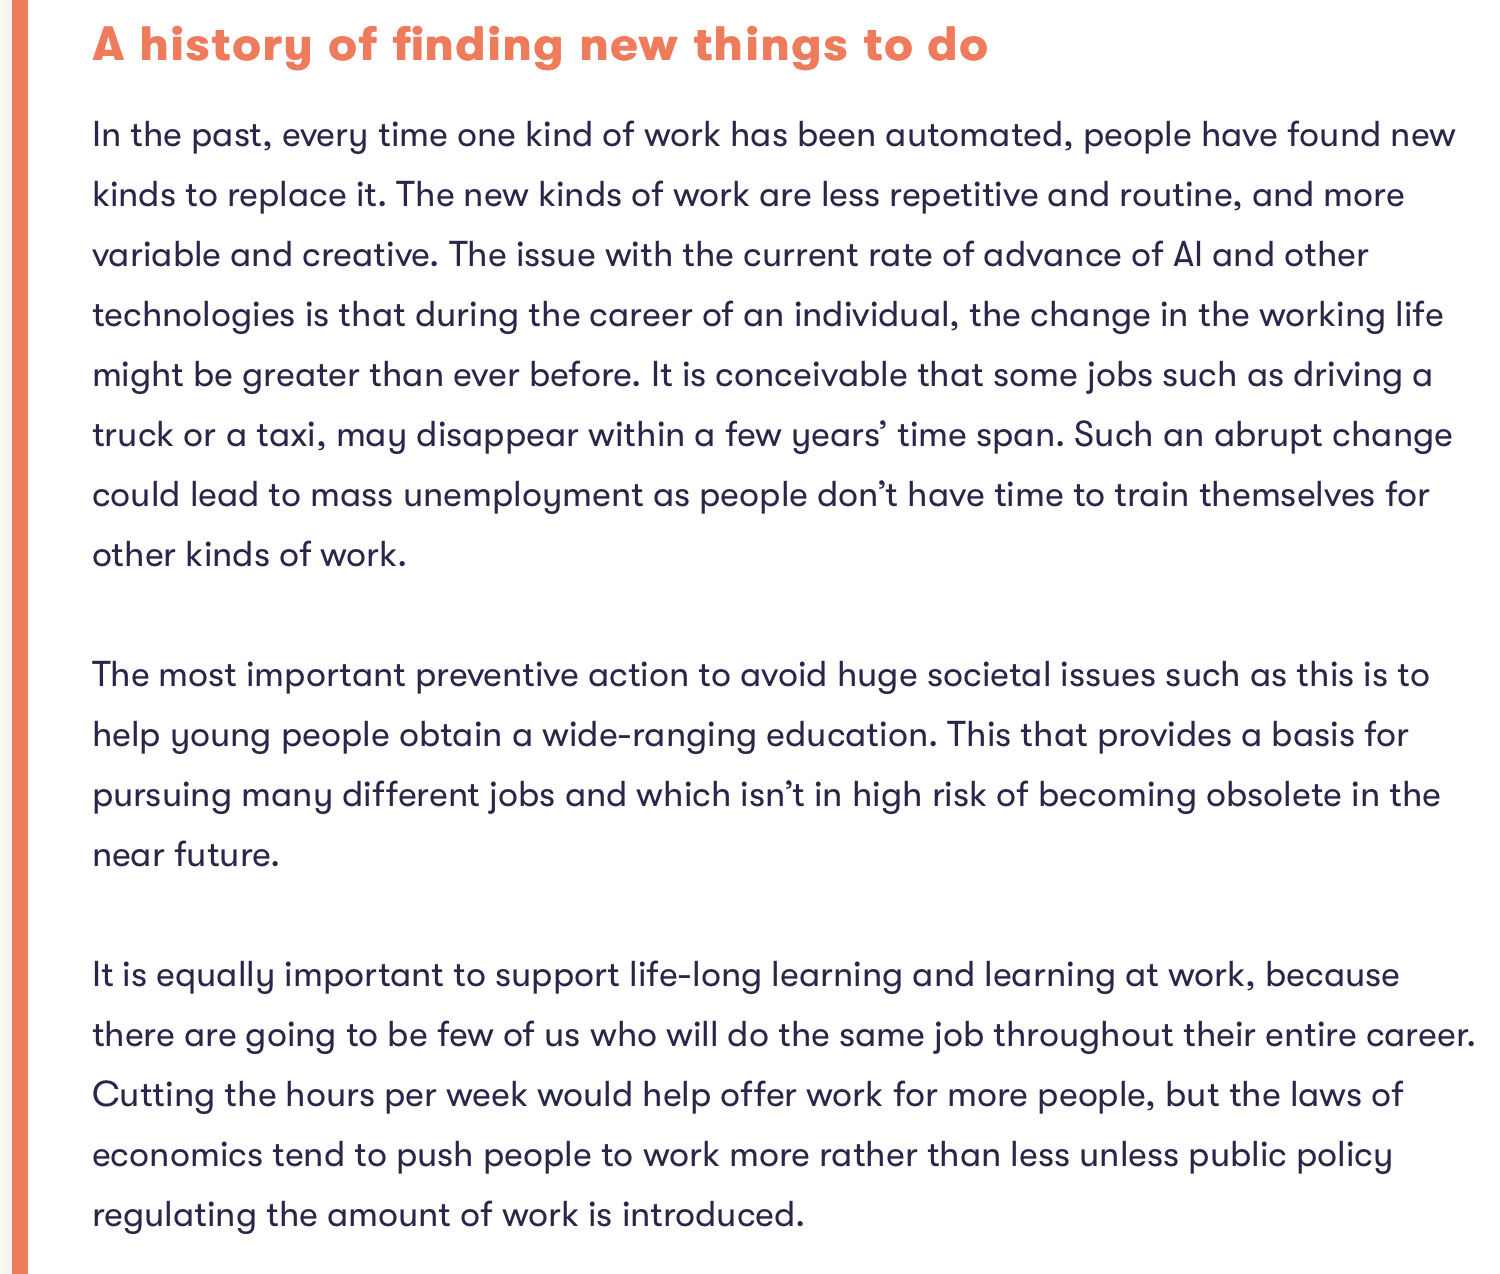 A history of finding new things to do
In the past, every time one kind of work has been automated, people have found new
kinds to replace it. The new kinds of work are less repetitive and routine, and more
variable and creative. The issue with the current rate of advance of AI and other
technologies is that during the career of an individual, the change in the working life
might be greater than ever before. It is conceivable that some jobs such as driving a
truck or a taxi, may disappear within a few years’ time span. Such an abrupt change
could lead to mass unemployment as people don’t have time to train themselves for
other kinds of work.
The most important preventive action to avoid huge societal issues such as this is to
help young people obtain a wide-ranging education. This that provides a basis for
pursuing many different jobs and which isn’t in high risk of becoming obsolete in the
near future.
It is equally important to support life-long learning and learning at work, because
there are going to be few of us who will do the same job throughout their entire career.
Cutting the hours per week would help offer work for more people, but the laws of
economics tend to push people to work more rather than less unless public policy
regulating the amount of work is introduced.